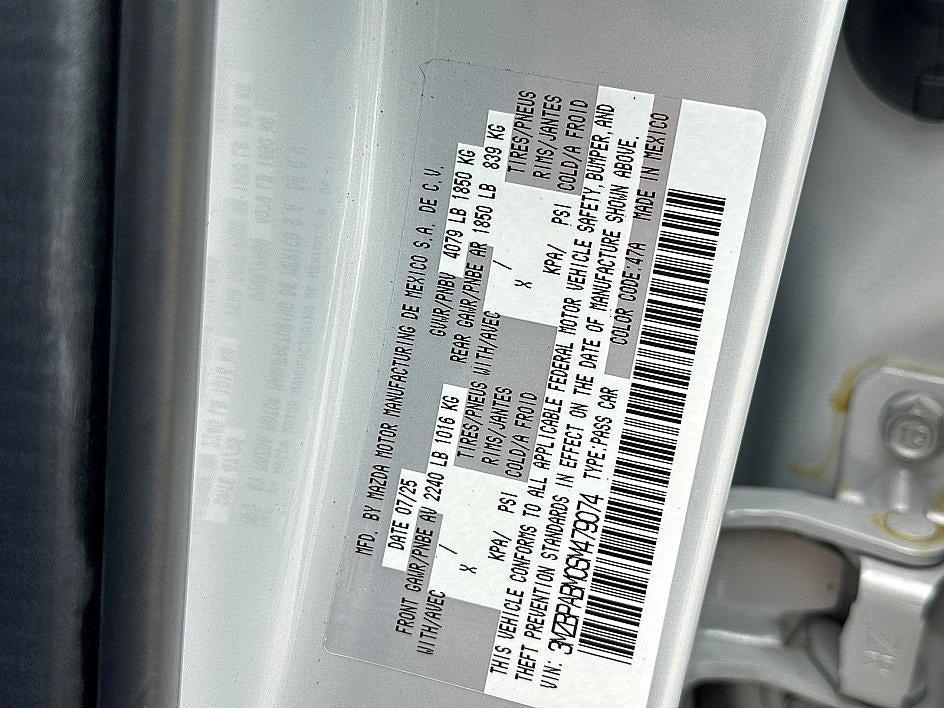 MFD. BY MAZDA MOTOR MANUFACTURING DE MEXICO S.A. DE C.V.
DATE 07/25 GVWR/PNBV 4079 LB 1850 KG
FRONT GAWR/PNBE AV 2240 LB 1016 KG REAR GAWR/PNBE AR 1850 LB 839 KG
WITH/AVEC TIRES/PNEUS WITH/AVEC TIRES/PNEUS
X / RIMS/JANTES X / RIMS/JANTES
KPA/ PSI COLD/A FROID KPA/ PSI COLD/A FROID
THIS VEHICLE CONFORMS TO ALL APPLICABLE FEDERAL MOTOR VEHICLE SAFETY, BUMPER, AND
THEFT PREVENTION STANDARDS IN EFFECT ON THE DATE OF MANUFACTURE SHOWN ABOVE.
VIN: 3MZBPABM0SM479074 TYPE:PASS CAR COLOR CODE:47A MADE IN MEXICO